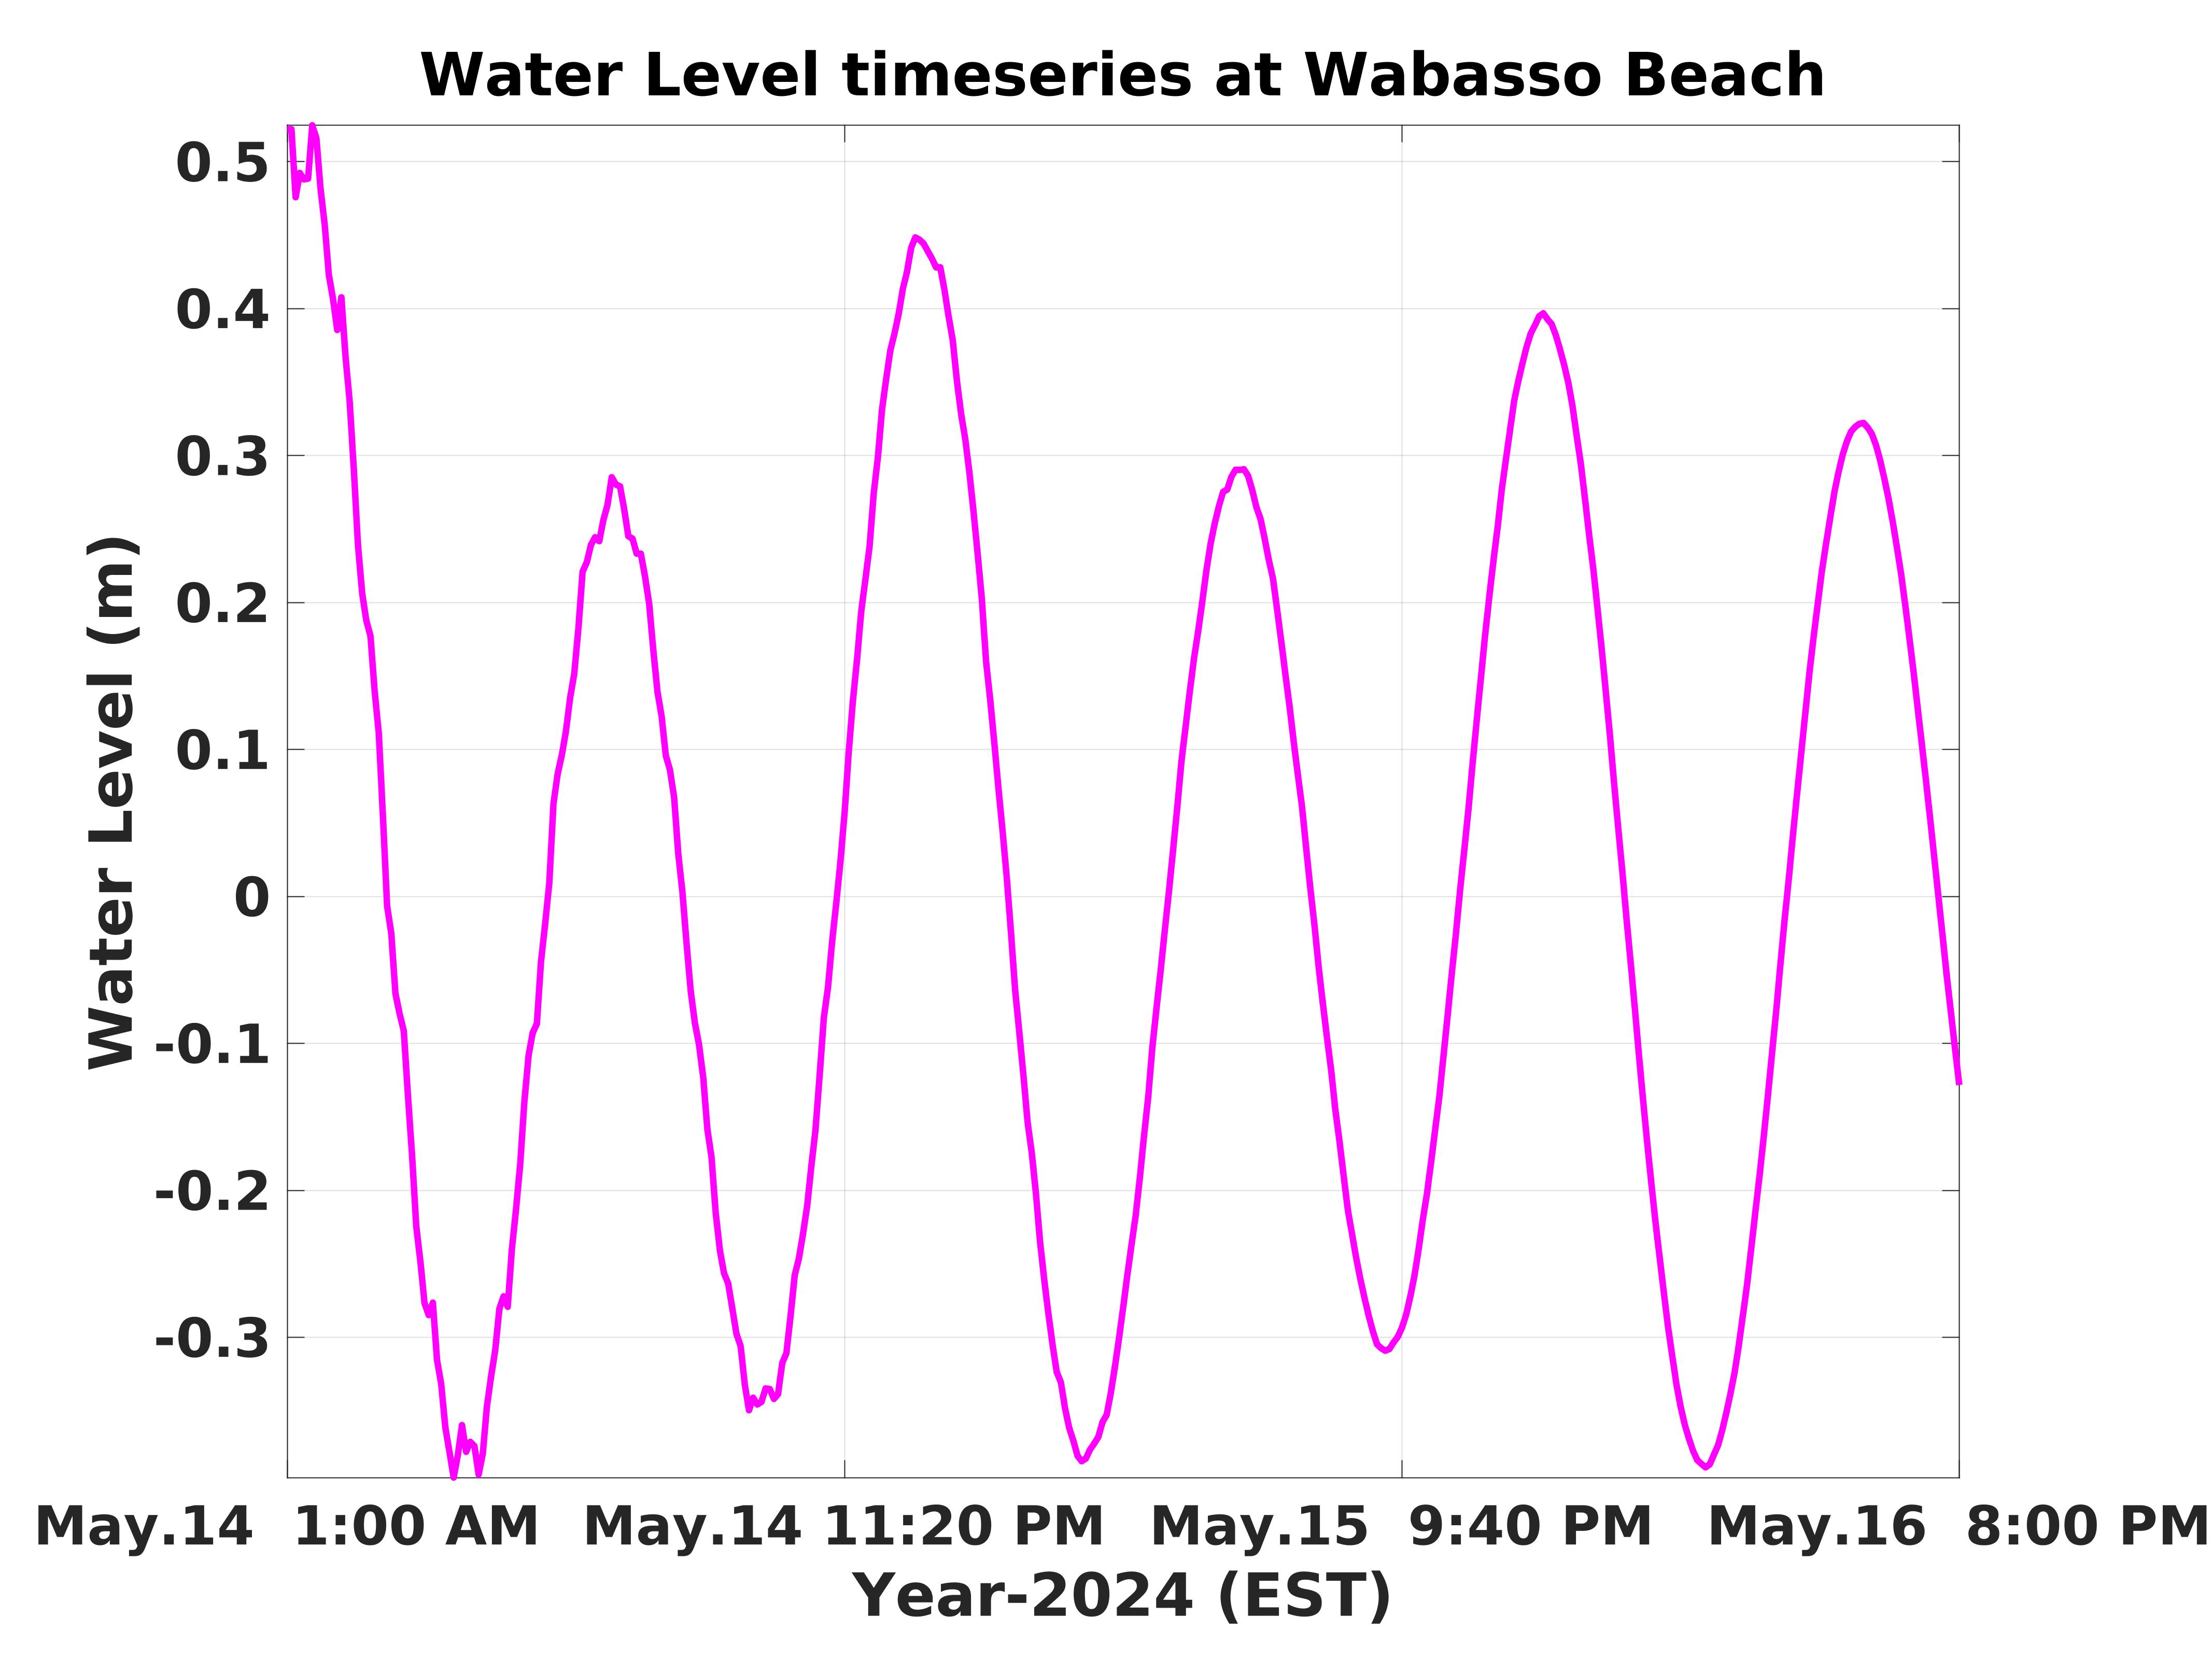 Water Level timeseries at Wabasso Beach
Water Level (m)
0.5
0.4
0.3
0.2
0.1
0
-0.1
-0.2
-0.3
May.14 1:00 AM May.14 11:20 PM May.15 9:40 PM May.16 8:00 PM
Year-2024 (EST)